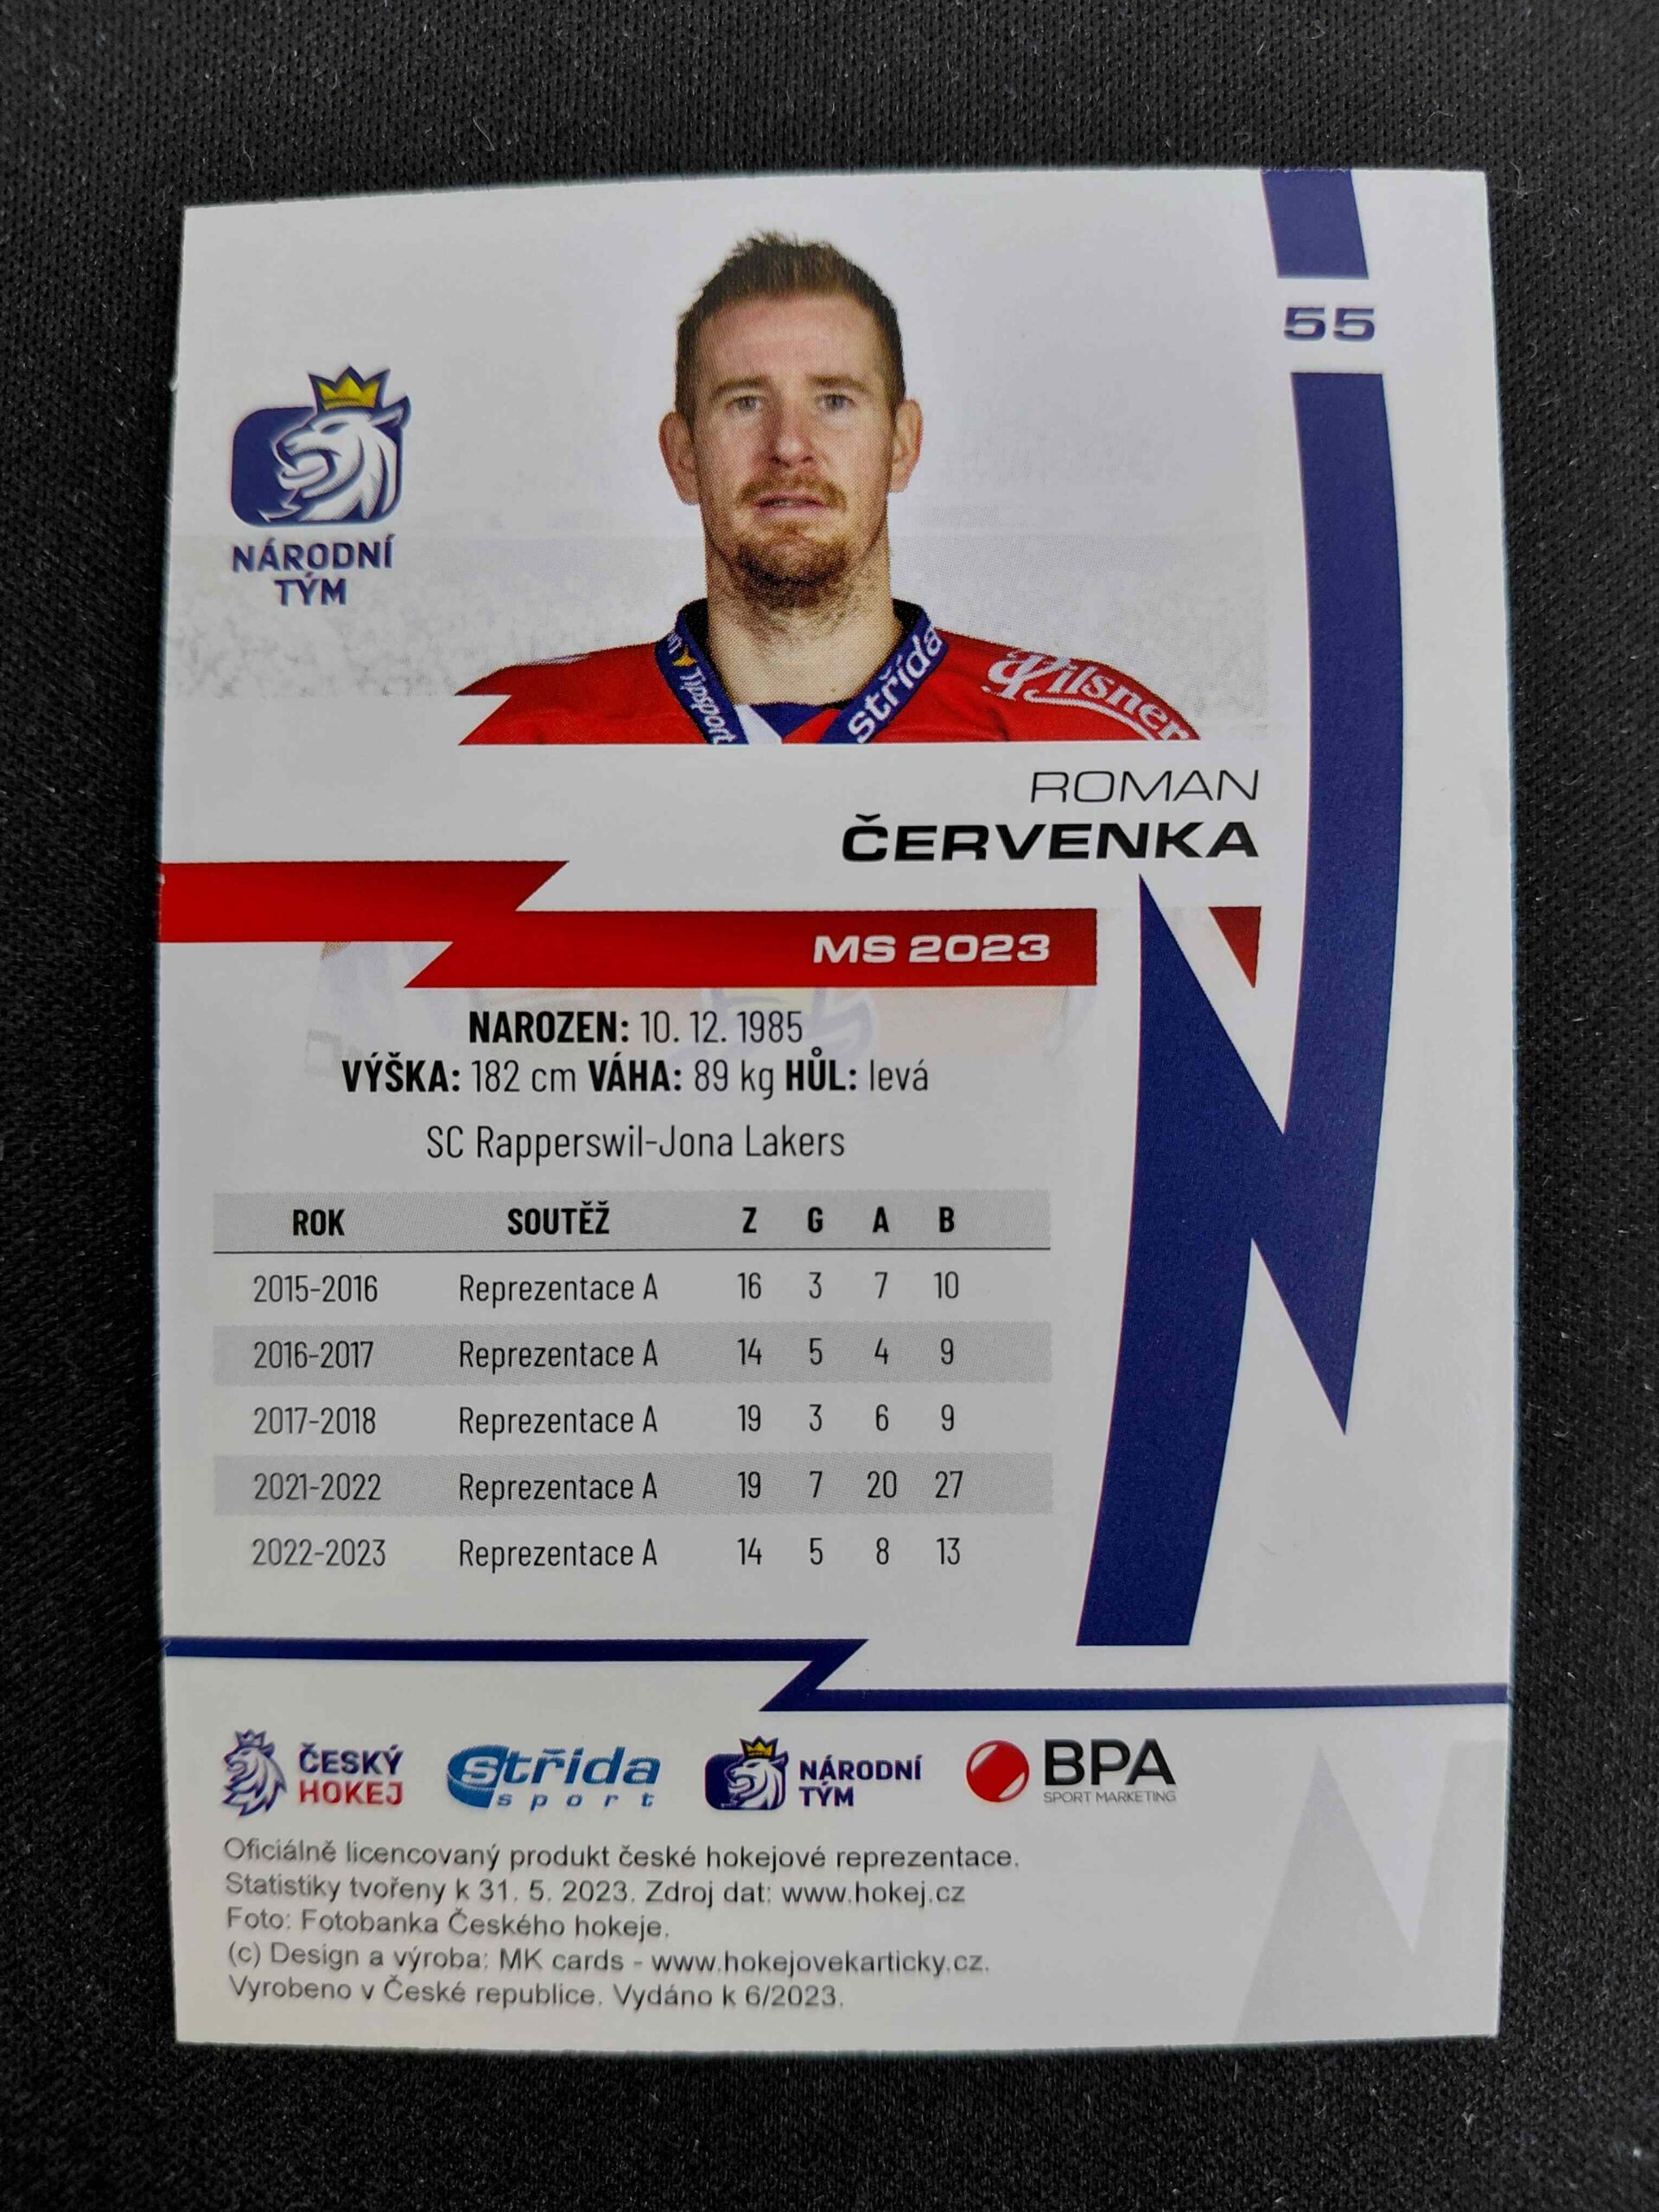 55
NÁRODNÍ
TÝM
Tipsport
střída
Pilsner
ROMAN
ČERVENKA
MS 2023
NAROZEN: 10. 12. 1985
VÝŠKA: 182 cm VÁHA: 89 kg HŮL: levá
SC Rapperswil-Jona Lakers
ROK SOUTĚŽ Z G A B
2015-2016 Reprezentace A 16 3 7 10
2016-2017 Reprezentace A 14 5 4 9
2017-2018 Reprezentace A 19 3 6 9
2021-2022 Reprezentace A 19 7 20 27
2022-2023 Reprezentace A 14 5 8 13
ČESKÝ
HOKEJ
střída
sport
NÁRODNÍ
TÝM
BPA
SPORT MARKETING
Oficiálně licencovaný produkt české hokejové reprezentace.
Statistiky tvořeny k 31. 5. 2023. Zdroj dat: www.hokej.cz
Foto: Fotobanka Českého hokeje.
(c) Design a výroba: MK cards - www.hokejovekarticky.cz.
Vyrobeno v České republice. Vydáno k 6/2023.